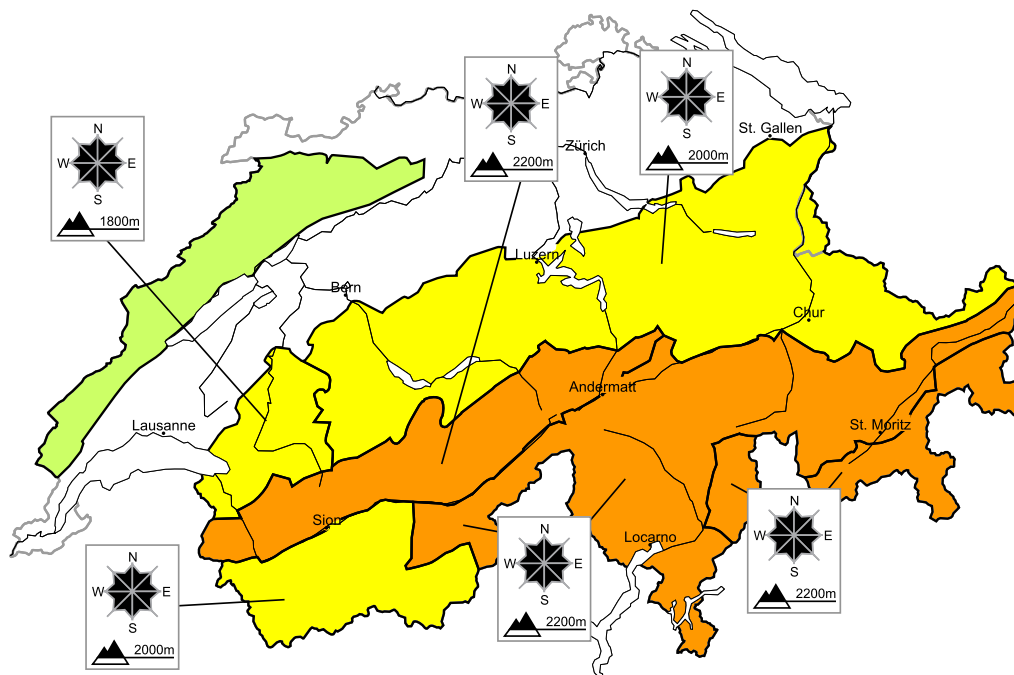 N
W E
S
2200m
N
W E
S
2000m
N
W E
S
1800m
St. Gallen
Zürich
Luzern
Bern
Chur
Andermatt
Lausanne
St. Moritz
Sion
Locarno
N
W E
S
2000m
N
W E
S
2200m
N
W E
S
2200m